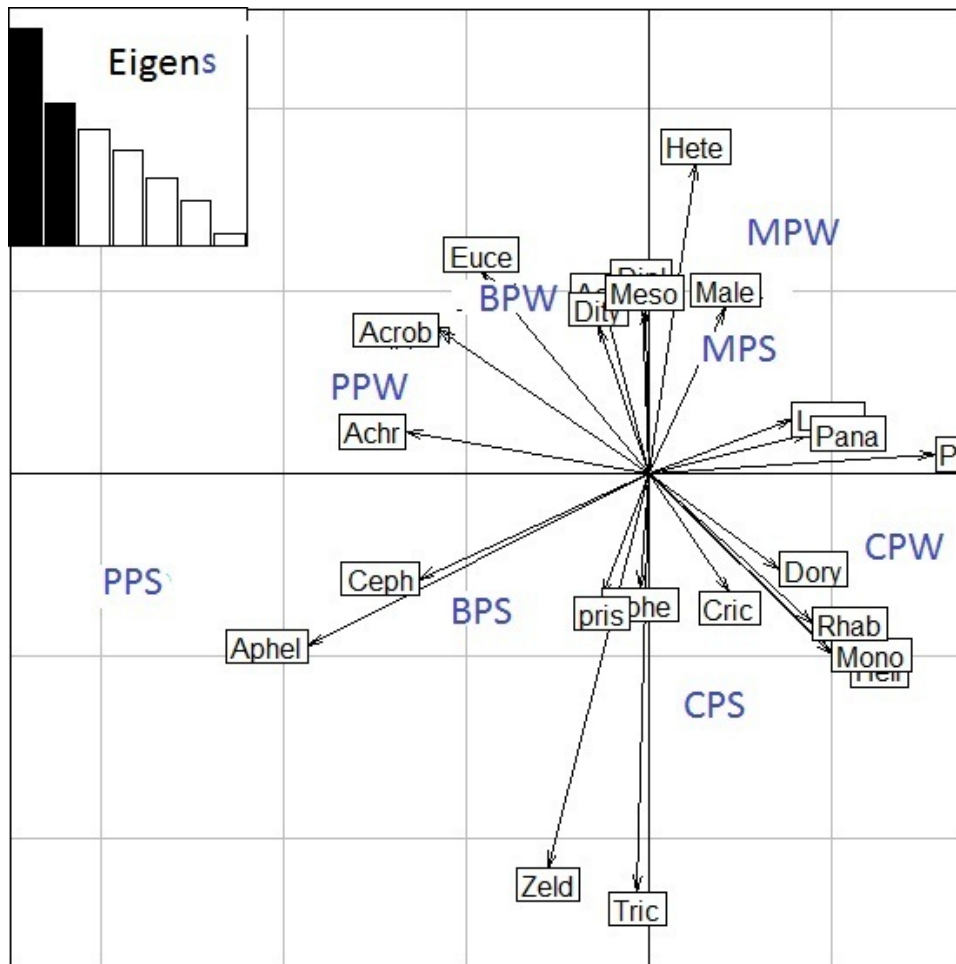 Eigens
Hete
MPW
Euce
BPW
Meso
Male
Dity
Acrob
MPS
PPW
Achr
Pana
P
CPW
Dory
Ceph
PPS
BPS
pris
Cric
Rhab
Aphel
Mono
CPS
Zeld
Tric